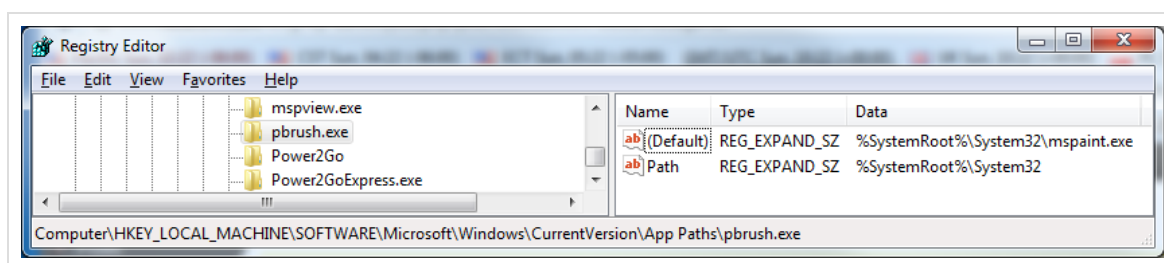 Registry Editor
File Edit View Favorites Help
mspview.exe
pbrush.exe
Power2Go
Power2GoExpress.exe
Name Type Data
(Default) REG_EXPAND_SZ %SystemRoot%\System32\mspaint.exe
Path REG_EXPAND_SZ %SystemRoot%\System32
Computer\HKEY_LOCAL_MACHINE\SOFTWARE\Microsoft\Windows\CurrentVersion\App Paths\pbrush.exe